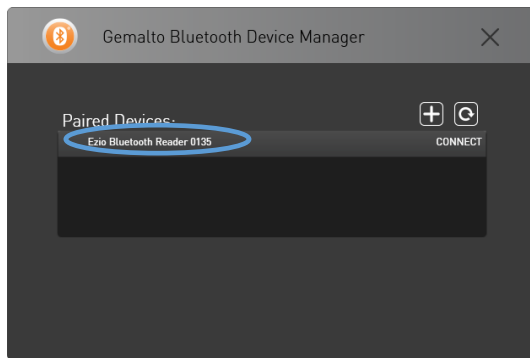 Gemalto Bluetooth Device Manager
Paired Devices:
Ezio Bluetooth Reader 0135 CONNECT